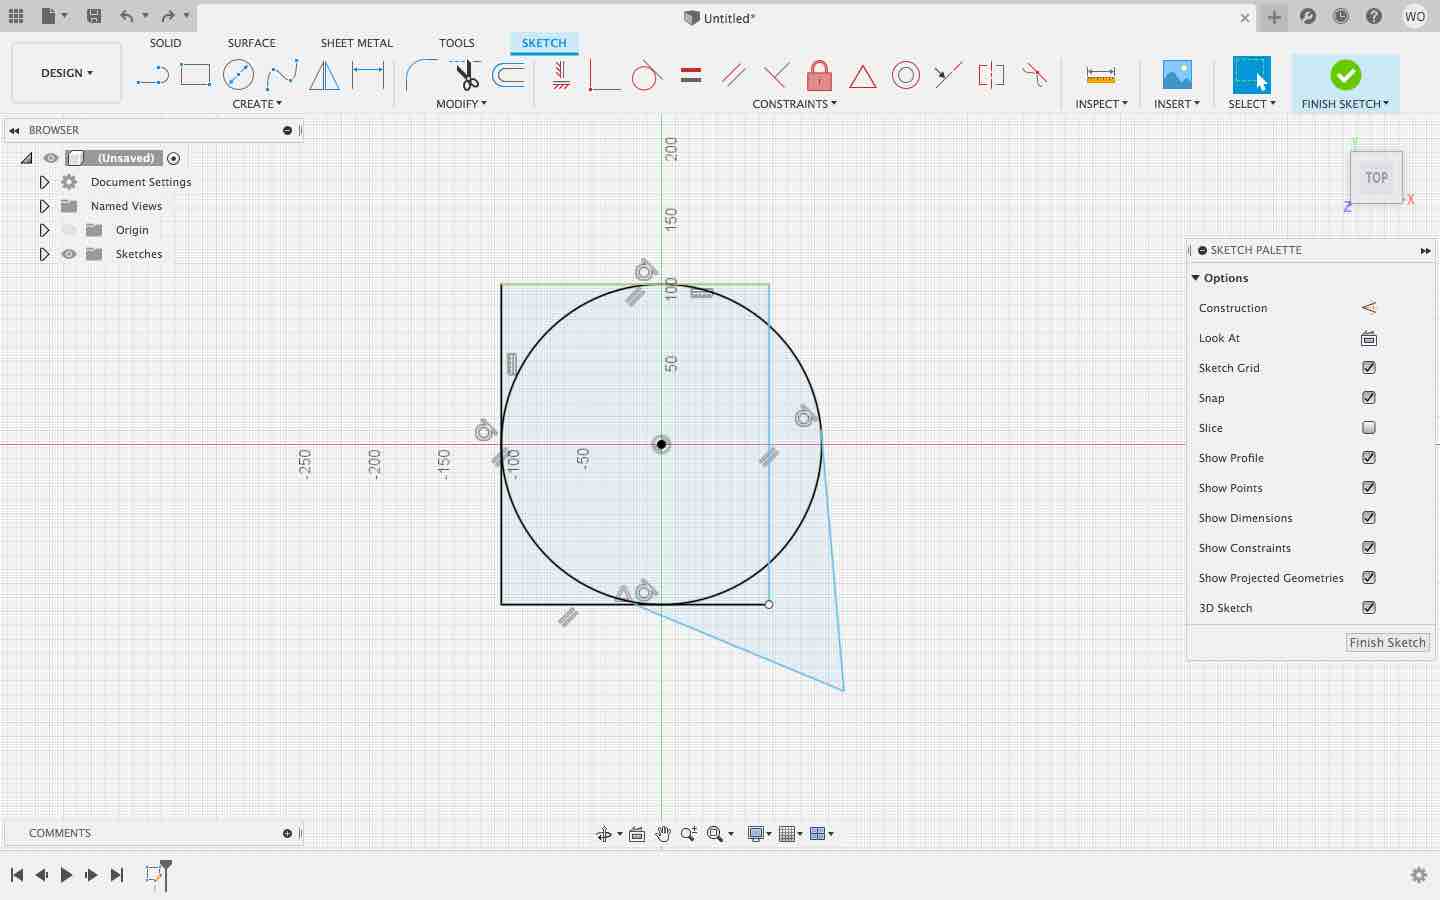 Untitled*
WO
SOLID
SURFACE
SHEET METAL
TOOLS
SKETCH
DESIGN
CREATE
MODIFY
CONSTRAINTS
INSPECT
INSERT
SELECT
FINISH SKETCH
BROWSER
(Unsaved)
Document Settings
Named Views
Origin
Sketches
200
150
100
50
-250
-200
-150
-100
-50
Y
TOP
X
Z
SKETCH PALETTE
Options
Construction
Look At
Sketch Grid
Snap
Slice
Show Profile
Show Points
Show Dimensions
Show Constraints
Show Projected Geometries
3D Sketch
Finish Sketch
COMMENTS